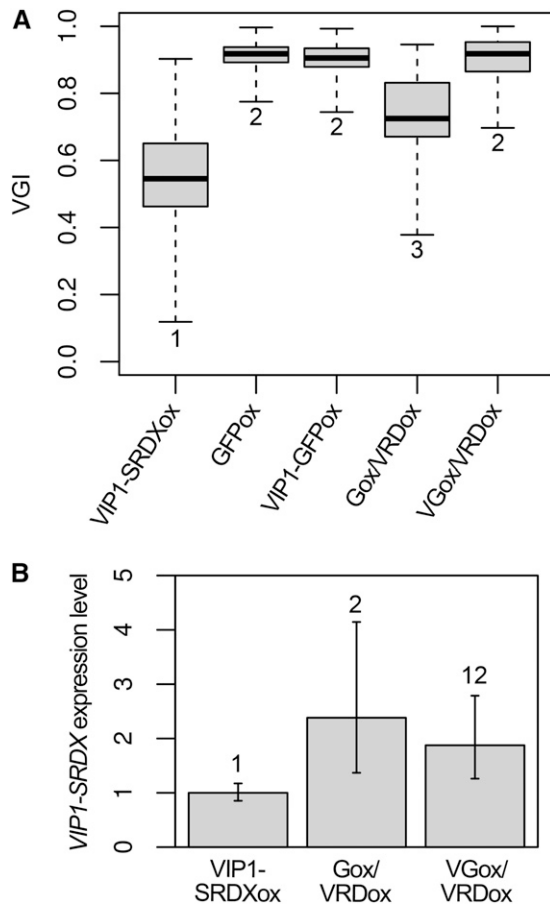 A
VGI
1.0
0.8
0.6
0.4
0.2
0.0
1
2
2
3
2
VIP1-SRDXox
GFPox
VIP1-GFPox
Gox/VRDox
VGox/VRDox
B
VIP1-SRDX expression level
5
4
3
2
1
0
1
2
12
VIP1-
SRDXox
Gox/
VRDox
VGox/
VRDox